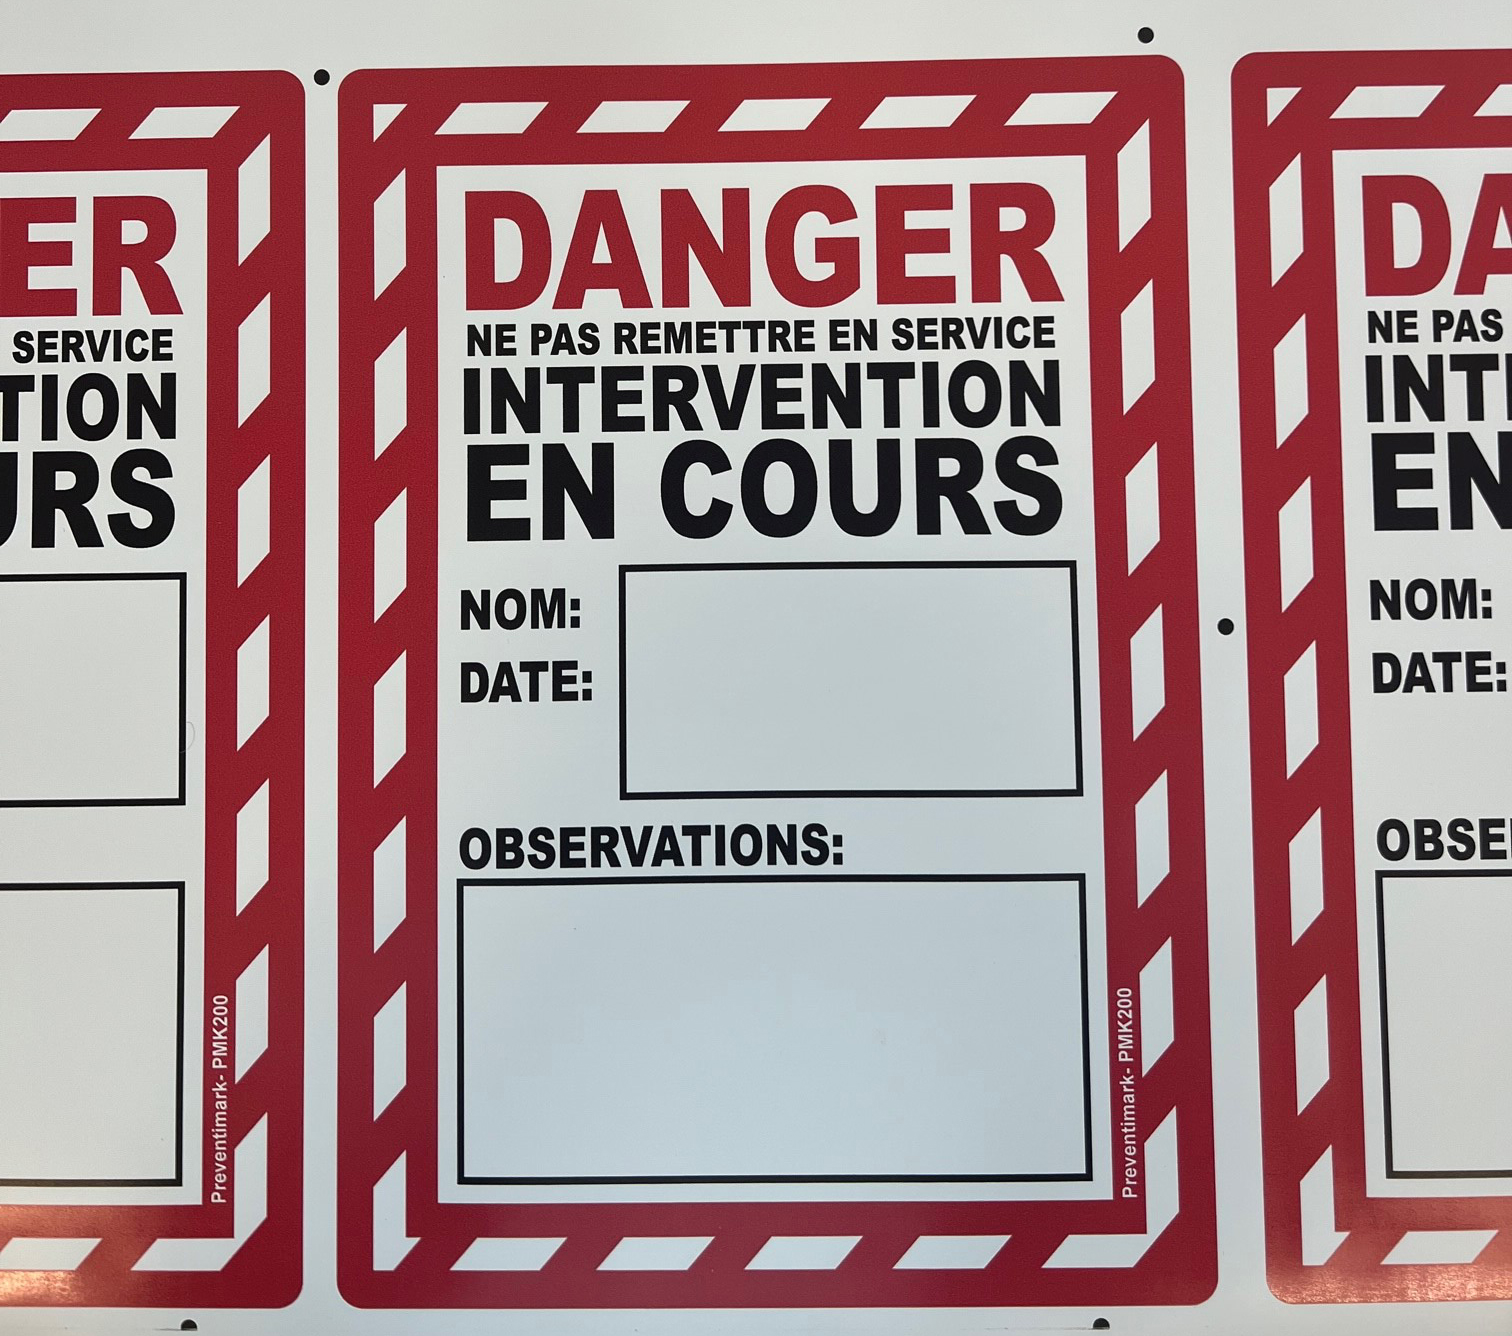 ER
SERVICE
TION
URS
Preventimark- PMK200
DANGER
NE PAS REMETTRE EN SERVICE
INTERVENTION
EN COURS
NOM:
DATE:
OBSERVATIONS:
Preventimark- PMK200
DA
NE PAS
INT
EN
NOM:
DATE:
OBSE